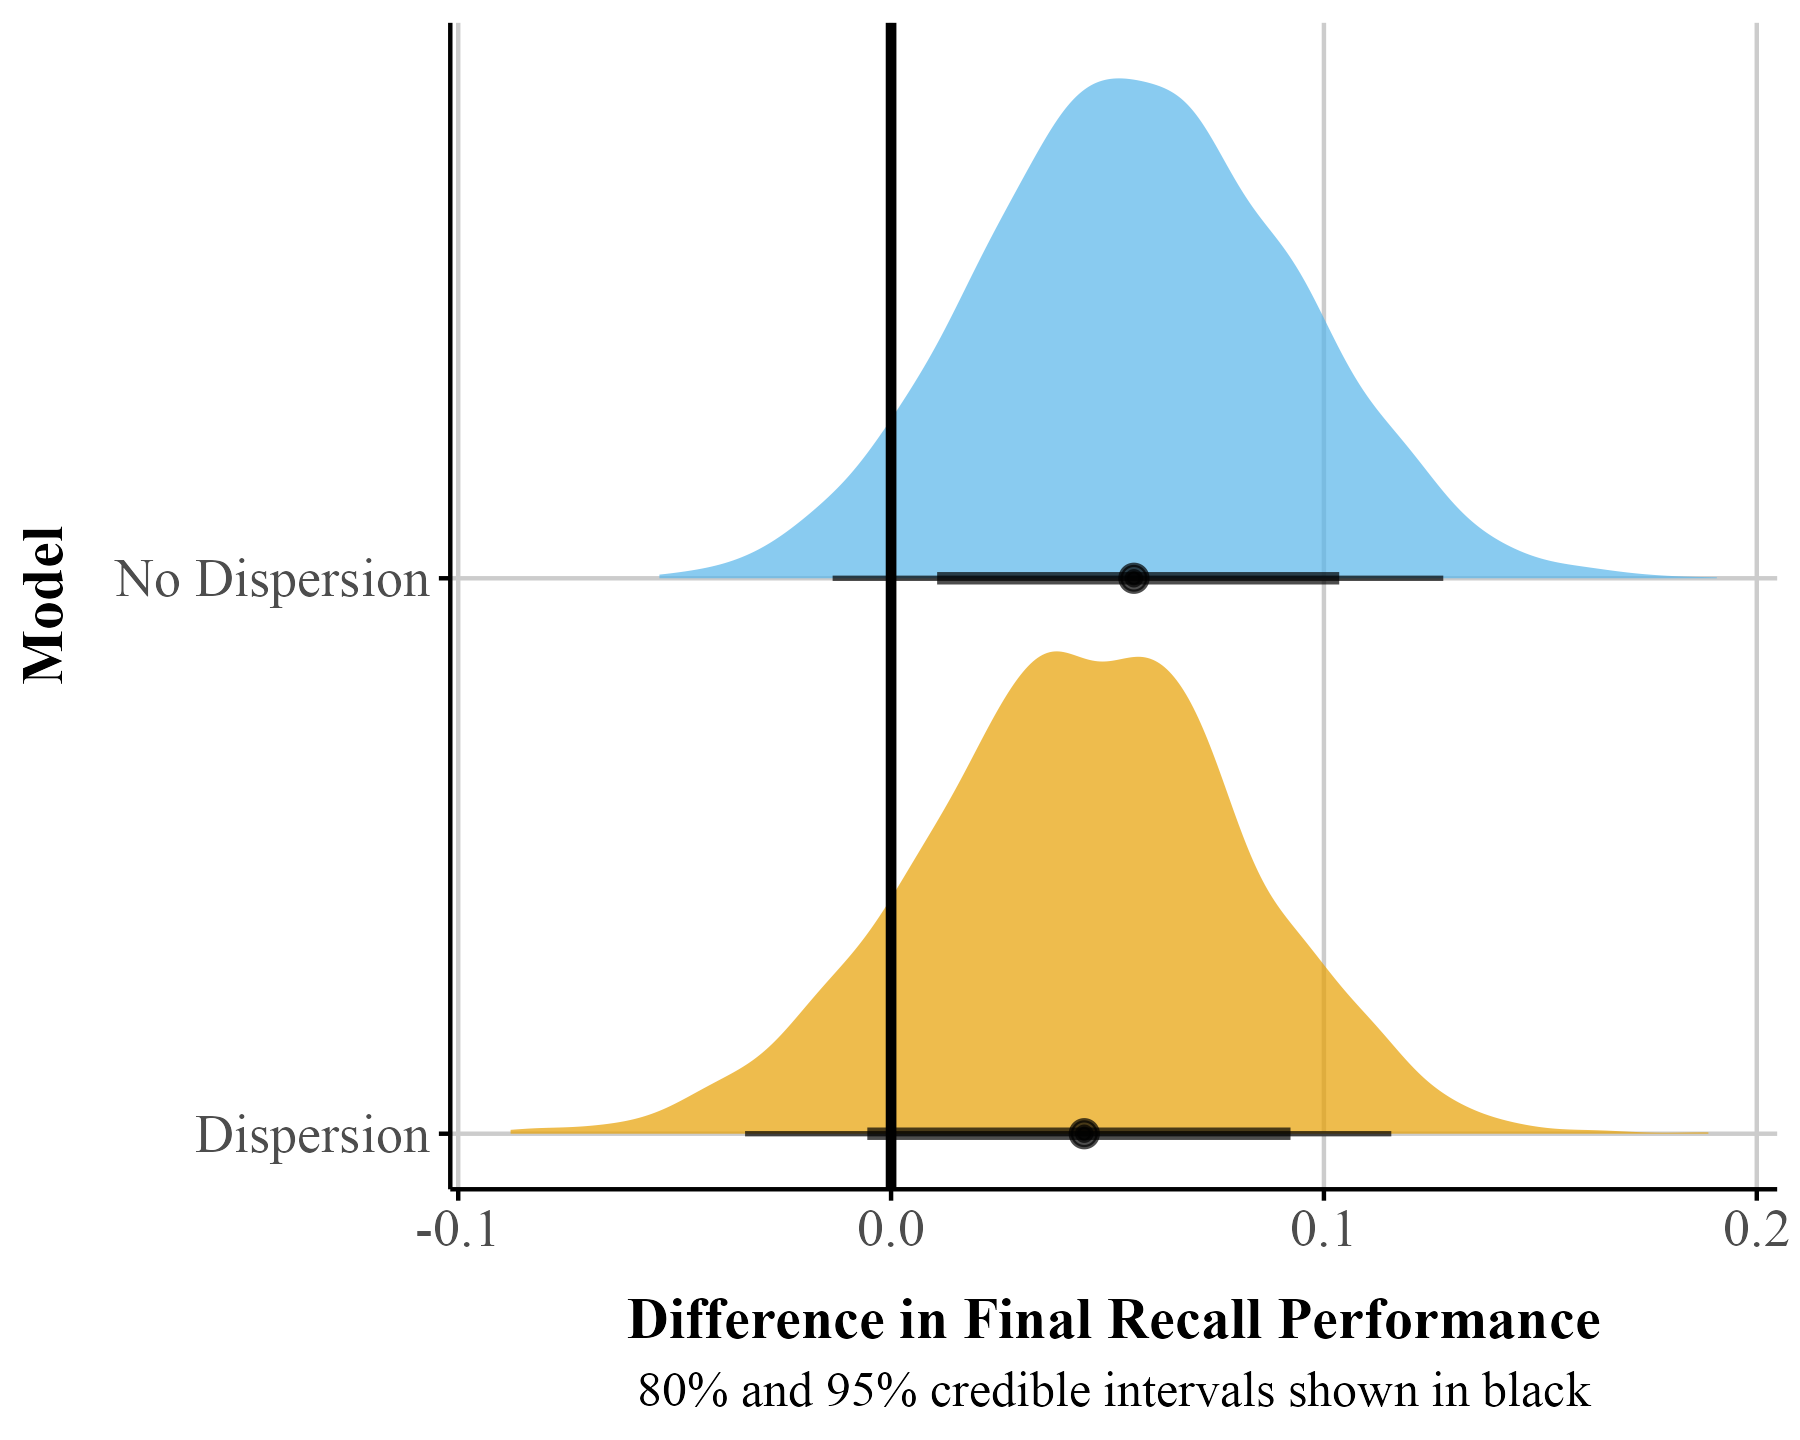 Model
No Dispersion
Dispersion
-0.1 0.0 0.1 0.2
Difference in Final Recall Performance
80% and 95% credible intervals shown in black